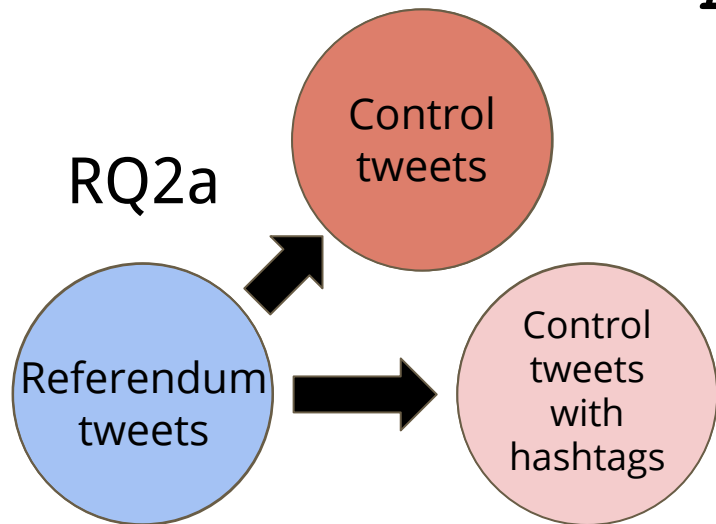 Control
tweets
RQ2a
Referendum
tweets
Control
tweets
with
hashtags